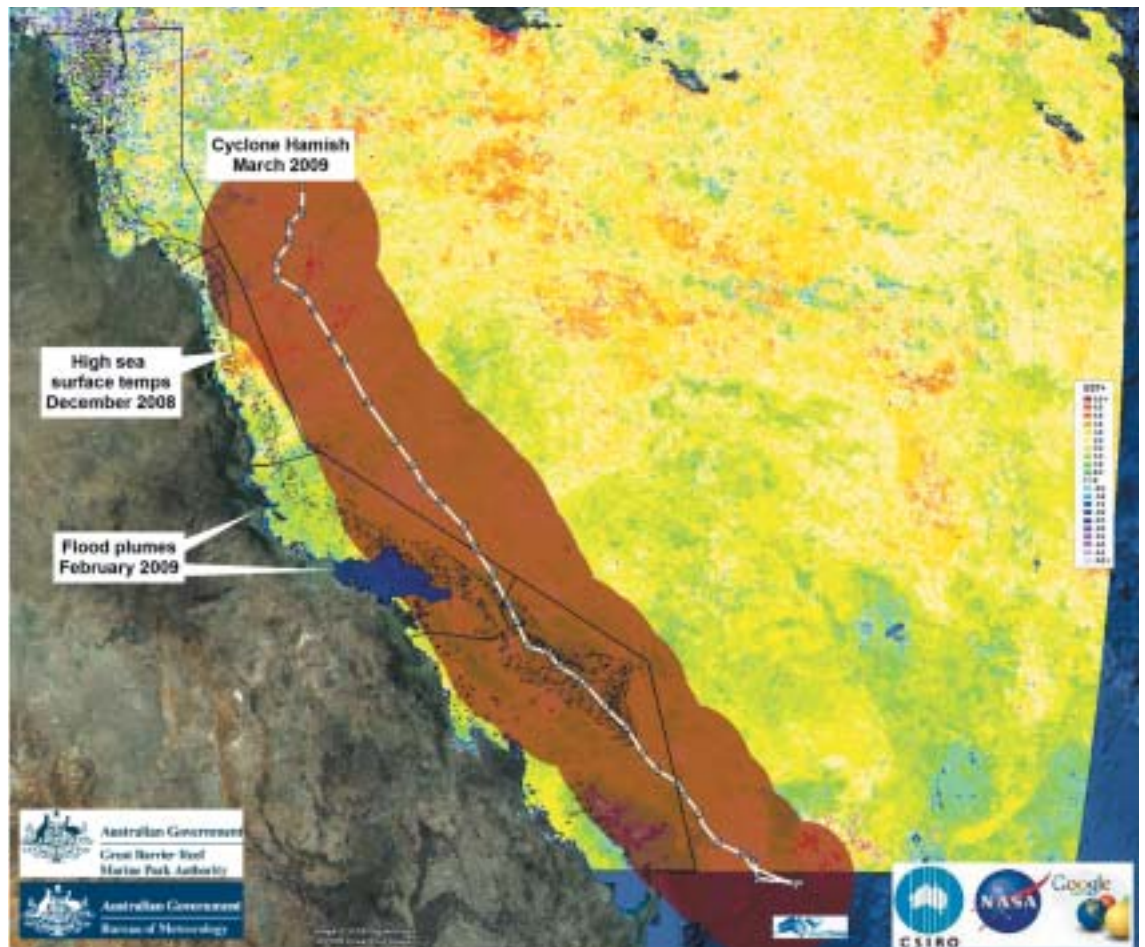 Cyclone Hamish
March 2009
High sea
surface temps
December 2008
Flood plumes
February 2009
SST+
Australian Government
Great Barrier Reef
Marine Park Authority
Australian Government
Bureau of Meteorology
CSIRO
NASA
Google